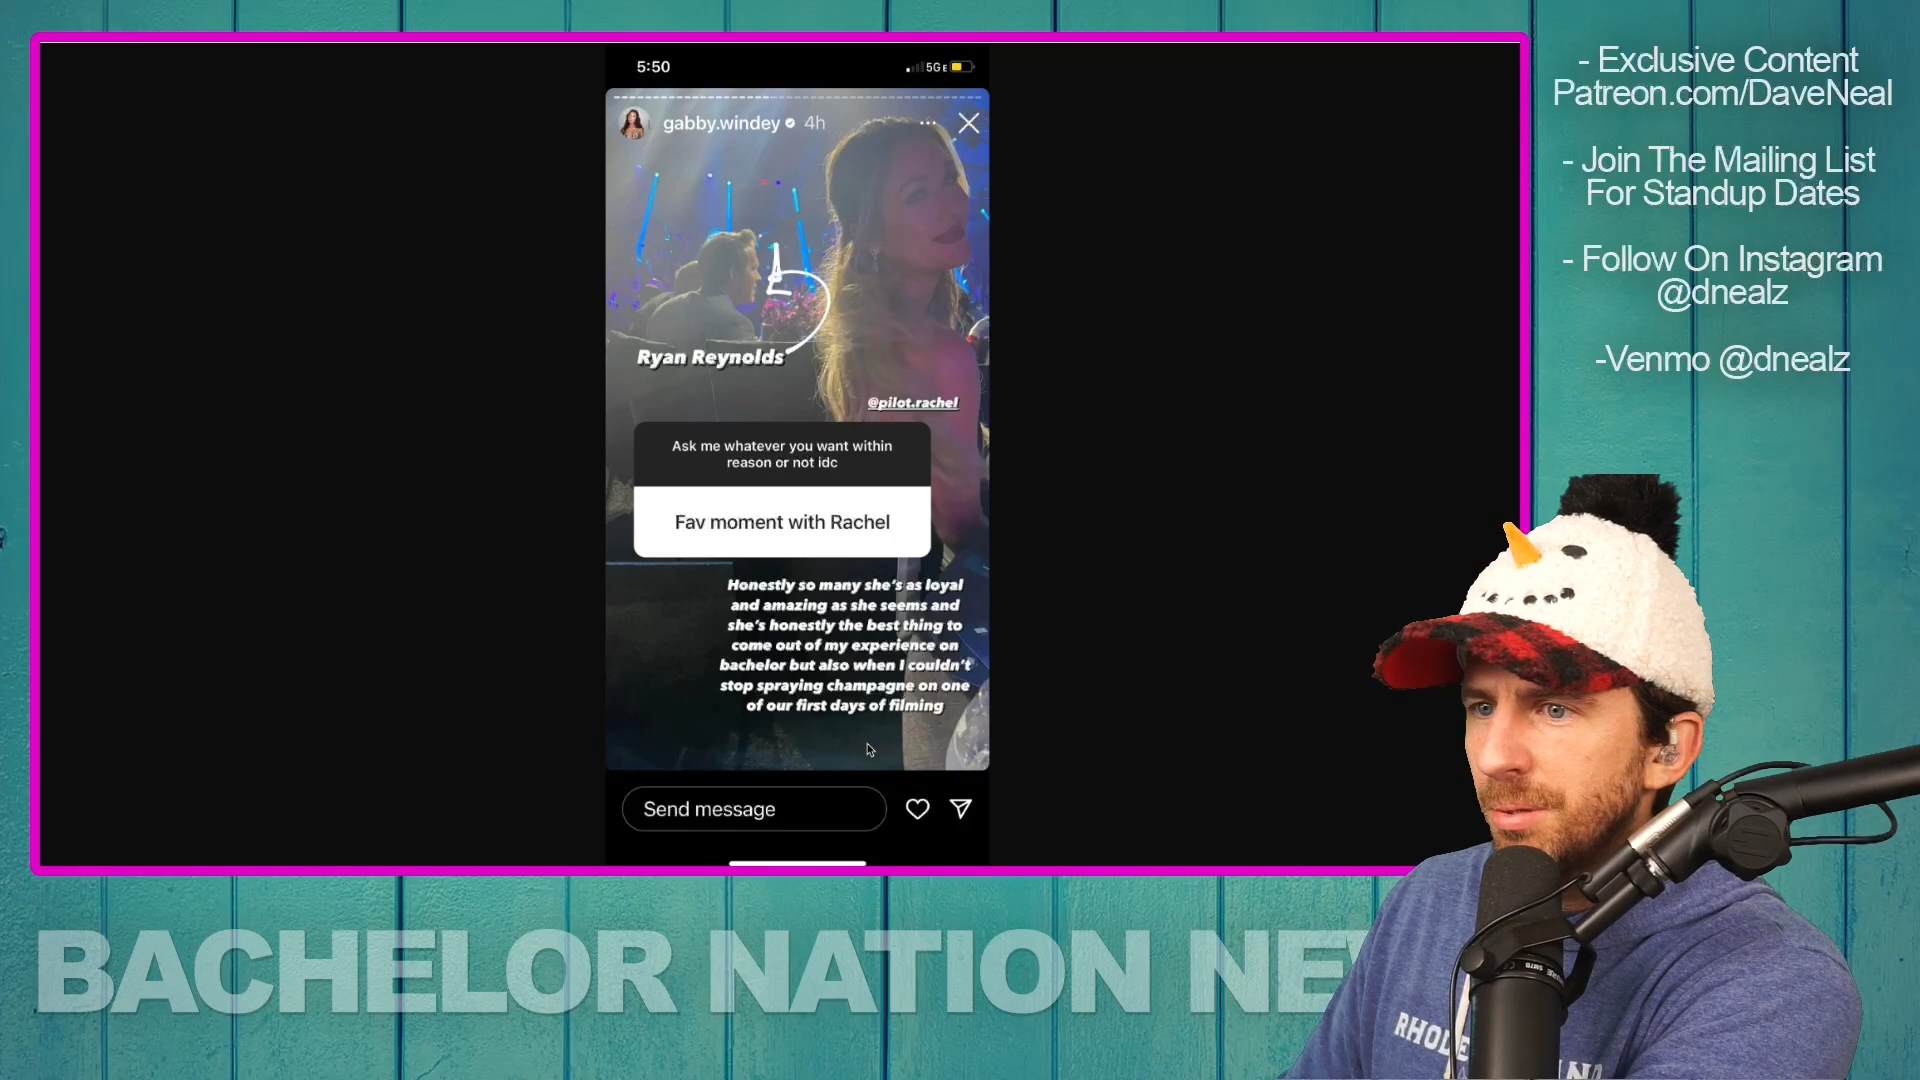 5:50
5GE
gabby.windey 4h
Ryan Reynolds
@pilot.rachel
Ask me whatever you want within
reason or not idc
Fav moment with Rachel
Honestly so many she's as loyal
and amazing as she seems and
she's honestly the best thing to
come out of my experience on
bachelor but also when I couldn't
stop spraying champagne on one
of our first days of filming
Send message
- Exclusive Content
Patreon.com/DaveNeal
- Join The Mailing List
For Standup Dates
- Follow On Instagram
@dnealz
-Venmo @dnealz
BACHELOR NATION NE